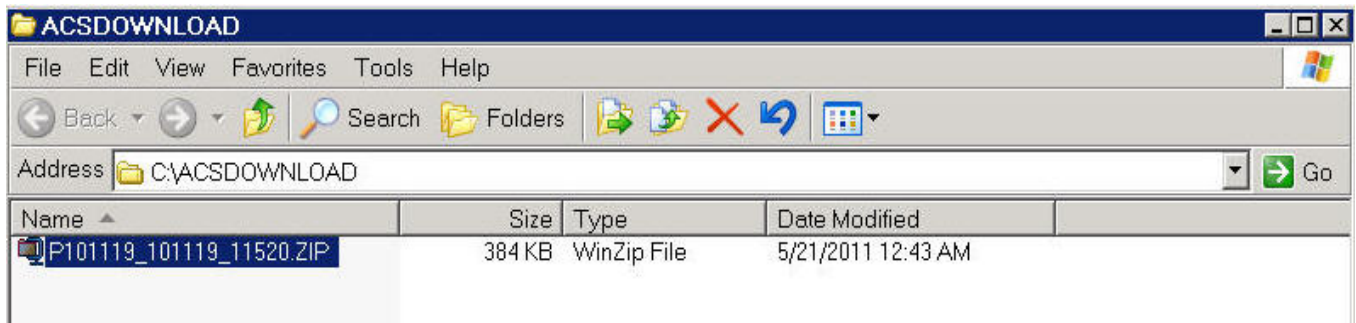 ACSDOWNLOAD
File Edit View Favorites Tools Help
Back Search Folders
Address C:\ACSDOWNLOAD Go
Name Size Type Date Modified
P101119_101119_11520.ZIP 384 KB WinZip File 5/21/2011 12:43 AM